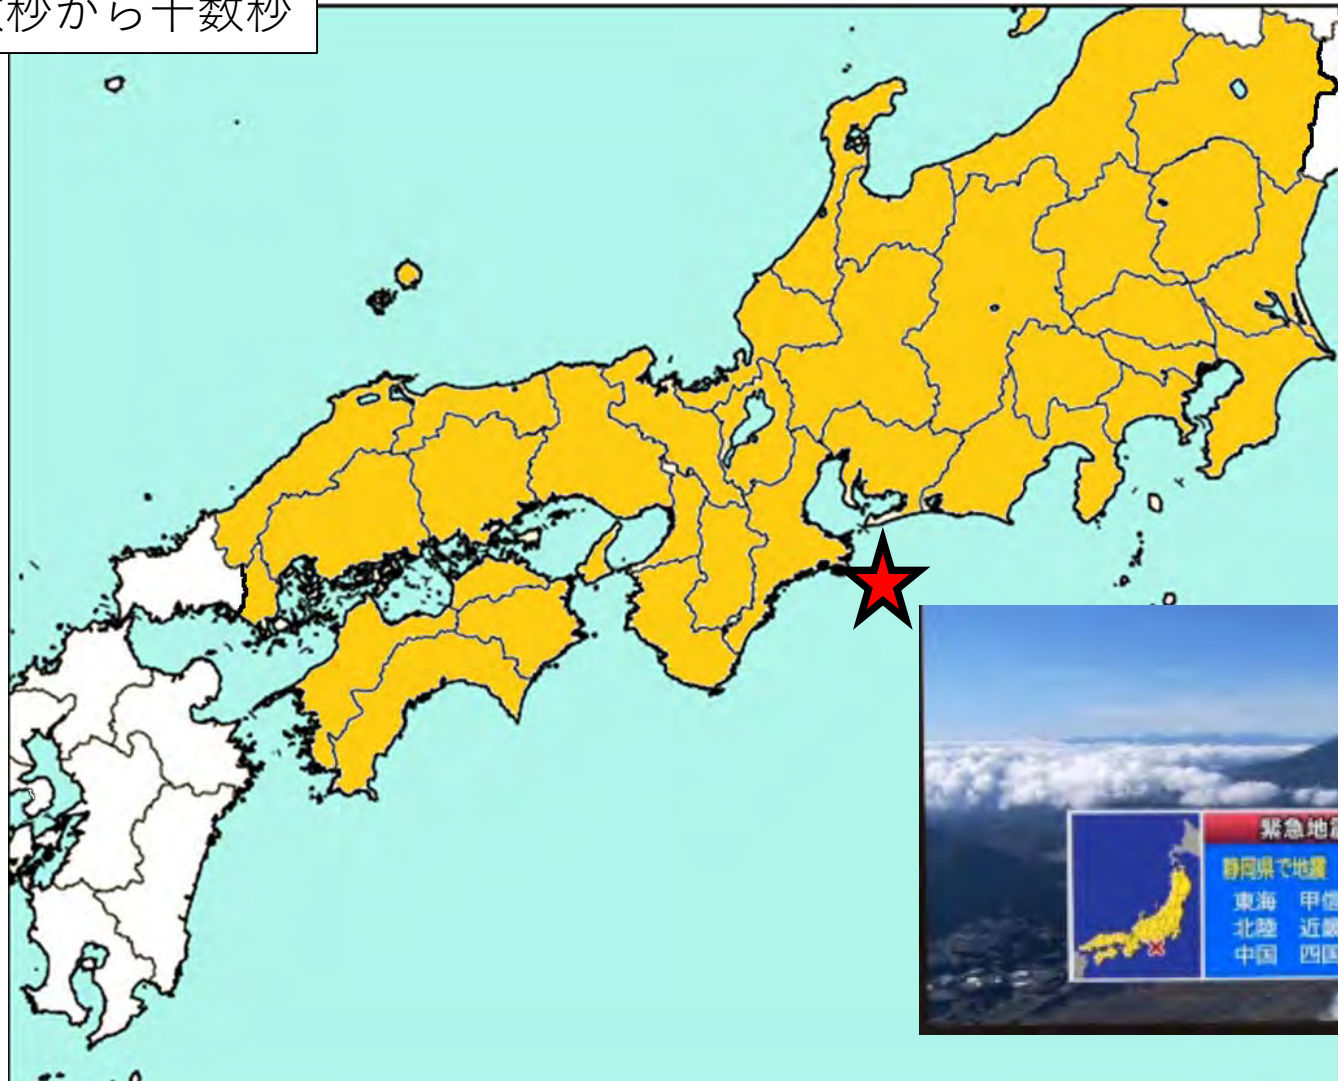 秒から十数秒
緊急地
静岡県で地震
東海 甲信
北陸 近畿
中国 四国